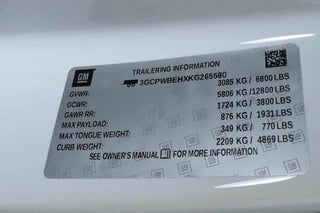 GM
TRAILERING INFORMATION
3GCPWBEHXKG265580
GVWR: 3085 KG / 6800 LBS
GCWR: 5806 KG / 12800 LBS
GAWR RR: 1724 KG / 3800 LBS
MAX PAYLOAD: 876 KG / 1931 LBS
MAX TONGUE WEIGHT: 349 KG / 770 LBS
CURB WEIGHT: 2209 KG / 4869 LBS
SEE OWNER'S MANUAL FOR MORE INFORMATION